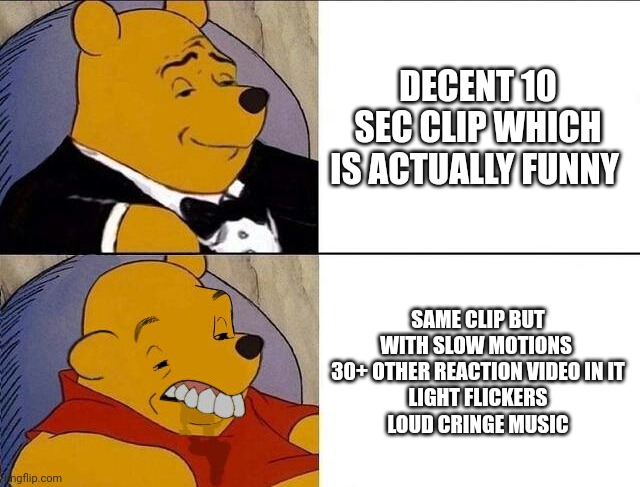 DECENT 10
SEC CLIP WHICH
IS ACTUALLY FUNNY
SAME CLIP BUT
WITH SLOW MOTIONS
30+ OTHER REACTION VIDEO IN IT
LIGHT FLICKERS
LOUD CRINGE MUSIC
imgflip.com